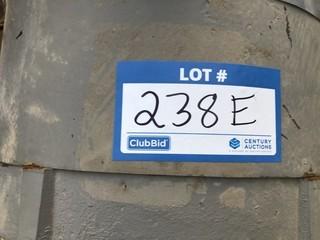 LOT #
238E
ClubBid
CENTURY
AUCTIONS